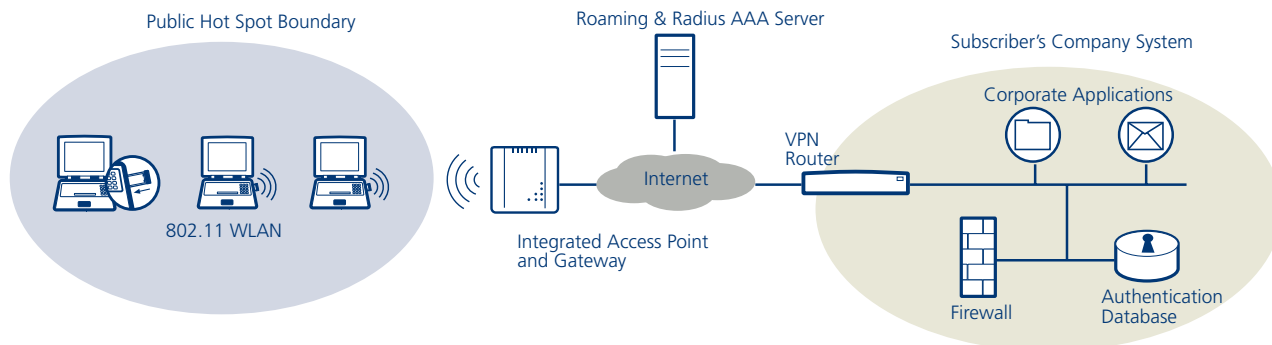 Public Hot Spot Boundary
Roaming & Radius AAA Server
Subscriber's Company System
Corporate Applications
VPN
Router
Internet
802.11 WLAN
Integrated Access Point
and Gateway
Firewall
Authentication
Database